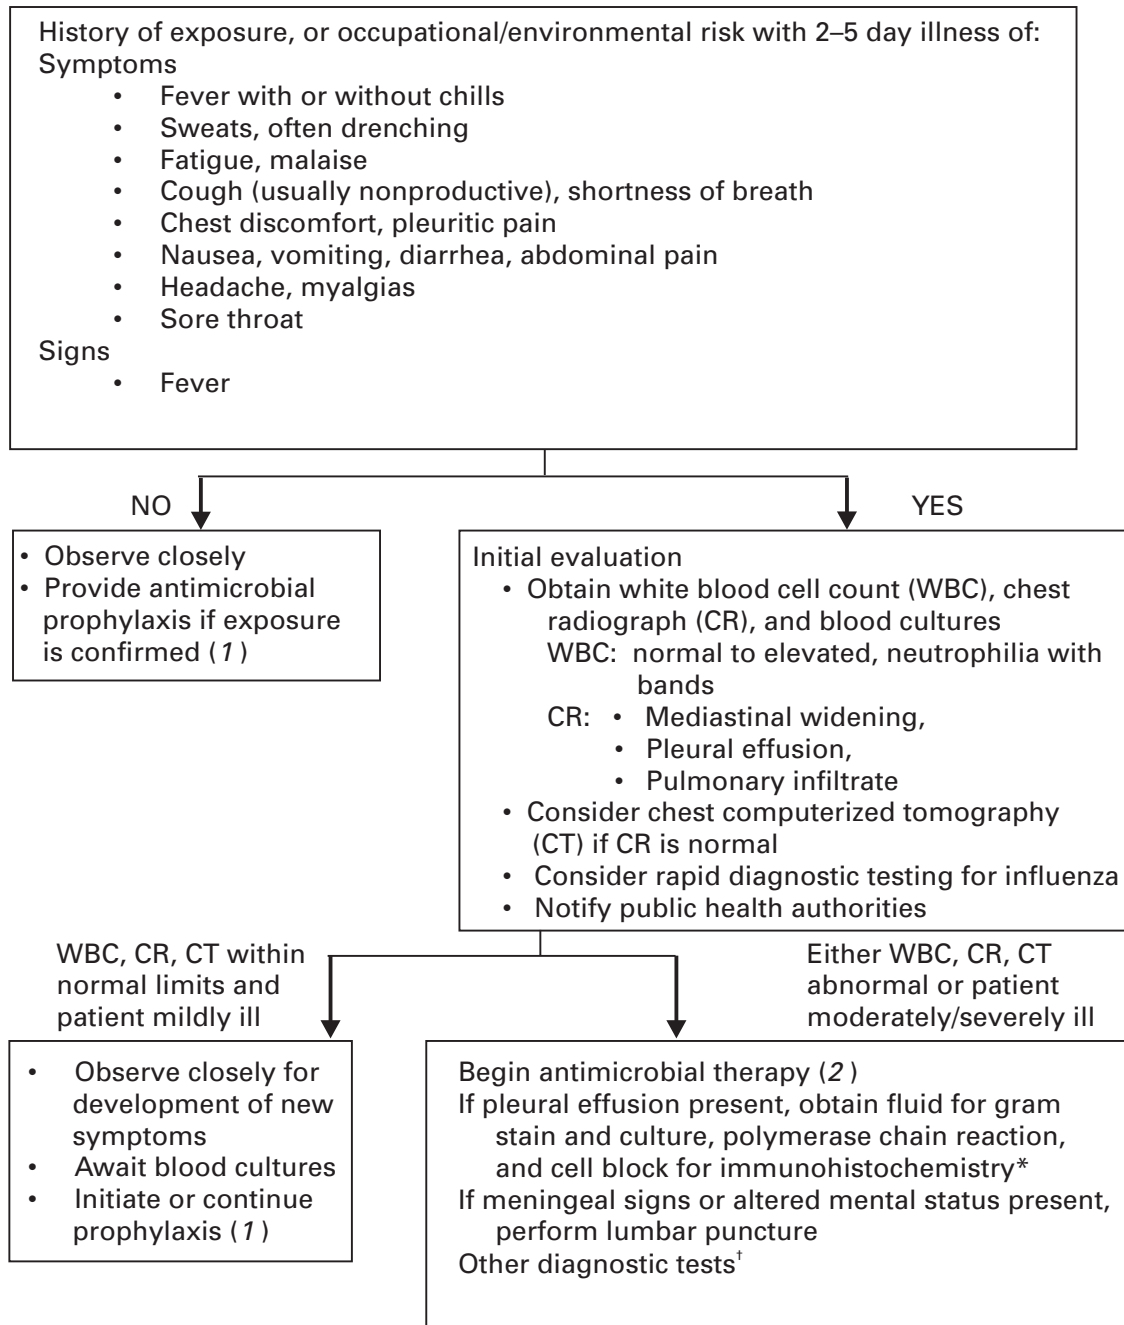 History of exposure, or occupational/environmental risk with 2–5 day illness of:
Symptoms
• Fever with or without chills
• Sweats, often drenching
• Fatigue, malaise
• Cough (usually nonproductive), shortness of breath
• Chest discomfort, pleuritic pain
• Nausea, vomiting, diarrhea, abdominal pain
• Headache, myalgias
• Sore throat
Signs
• Fever
NO
YES
• Observe closely
• Provide antimicrobial
prophylaxis if exposure
is confirmed (1)
Initial evaluation
• Obtain white blood cell count (WBC), chest
radiograph (CR), and blood cultures
WBC: normal to elevated, neutrophilia with
bands
CR: • Mediastinal widening,
• Pleural effusion,
• Pulmonary infiltrate
• Consider chest computerized tomography
(CT) if CR is normal
• Consider rapid diagnostic testing for influenza
• Notify public health authorities
WBC, CR, CT within
normal limits and
patient mildly ill
Either WBC, CR, CT
abnormal or patient
moderately/severely ill
• Observe closely for
development of new
symptoms
• Await blood cultures
• Initiate or continue
prophylaxis (1)
Begin antimicrobial therapy (2)
If pleural effusion present, obtain fluid for gram
stain and culture, polymerase chain reaction,
and cell block for immunohistochemistry*
If meningeal signs or altered mental status present,
perform lumbar puncture
Other diagnostic tests†